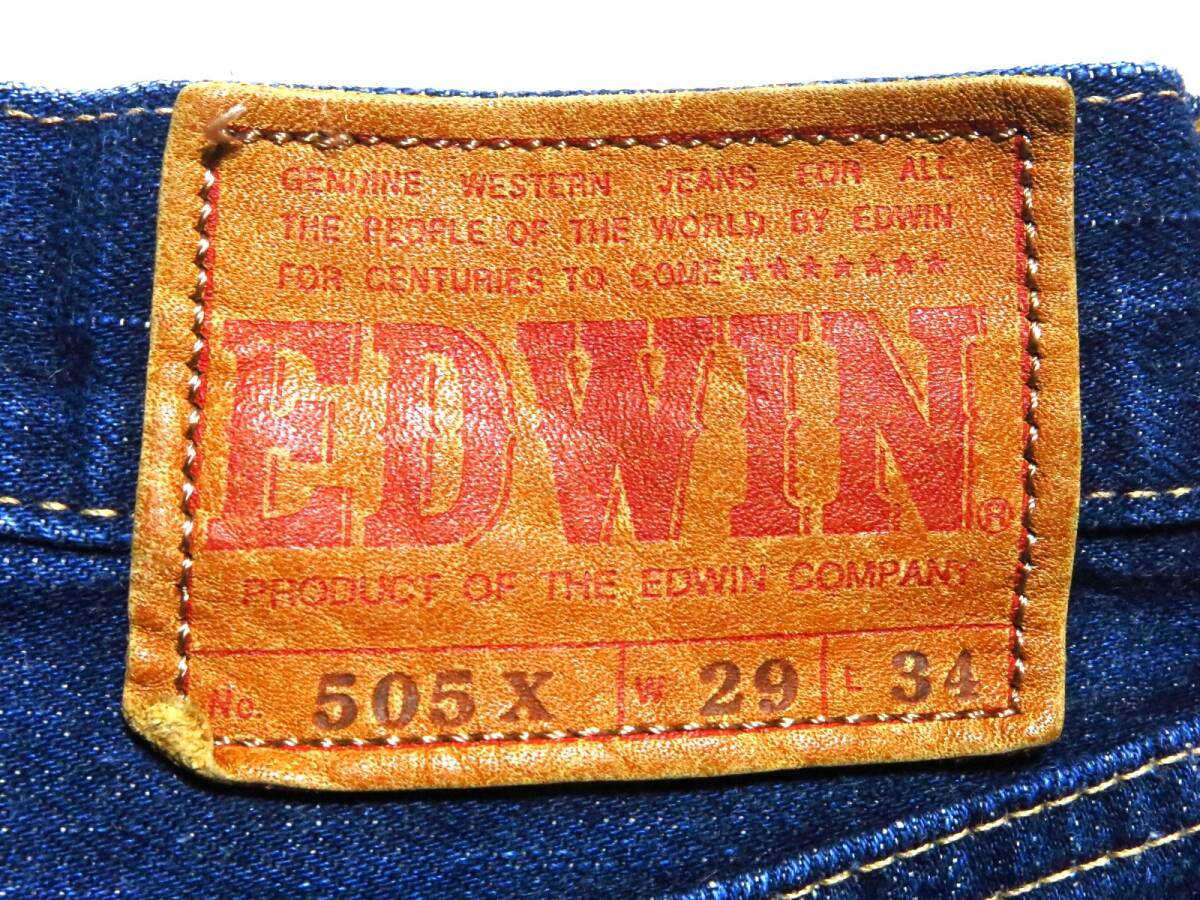 GENUINE WESTERN JEANS FOR ALL
THE PEOPLE OF THE WORLD BY EDWIN
FOR CENTURIES TO COME ★★★★★★★
EDWIN®
PRODUCT OF THE EDWIN COMPANY
No. 505X W 29 L 34